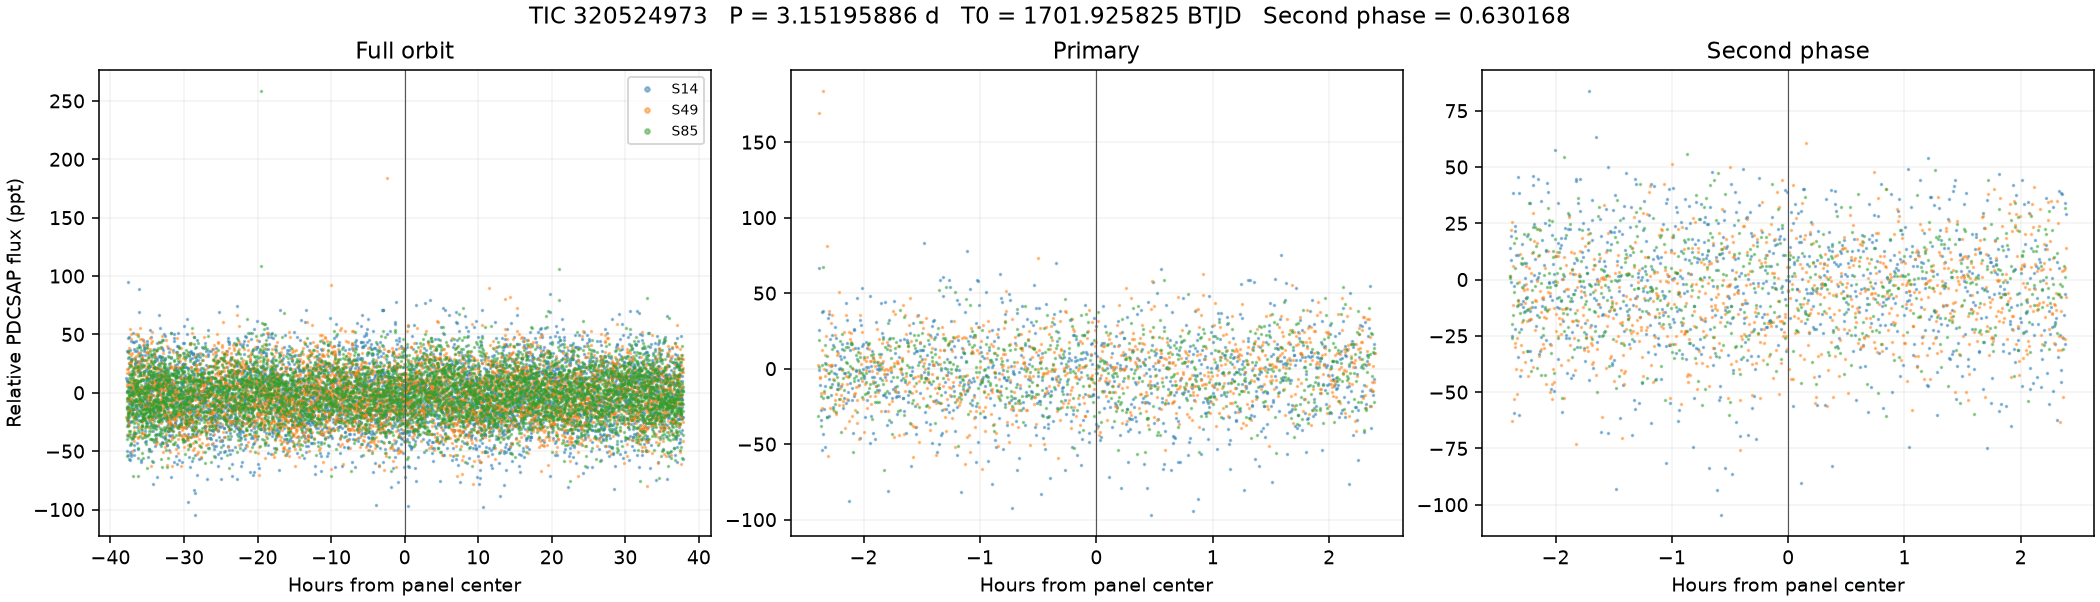 TIC 320524973   P = 3.15195886 d   T0 = 1701.925825 BTJD   Second phase = 0.630168
Full orbit
Relative PDCSAP flux (ppt)
250
200
150
100
50
0
−50
−100
S14
S49
S85
−40 −30 −20 −10 0 10 20 30 40
Hours from panel center
Primary
150
100
50
0
−50
−100
−2 −1 0 1 2
Hours from panel center
Second phase
75
50
25
0
−25
−50
−75
−100
−2 −1 0 1 2
Hours from panel center